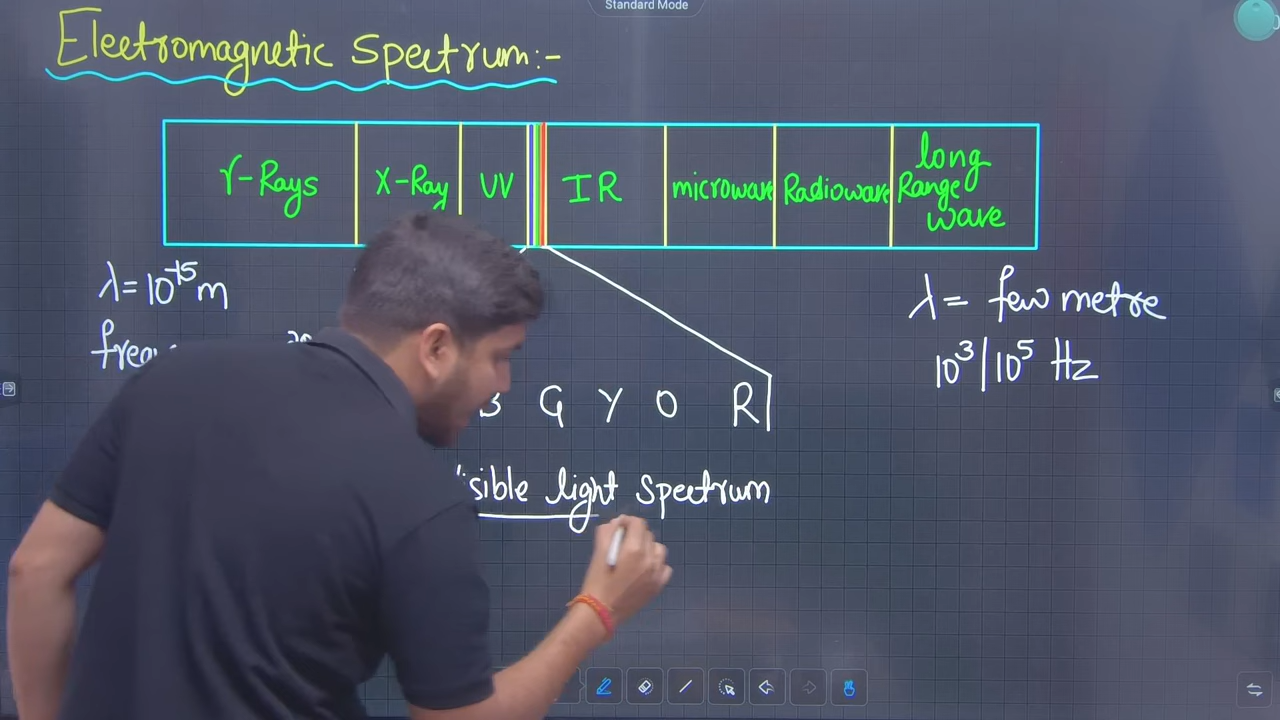 Standard Mode
Electromagnetic Spectrum:-
γ-Rays X-Ray UV IR microwave Radiowave long Range wave
λ = 10⁻¹⁵ m
λ = few metre
10³/10⁵ Hz
G Y O R
light Spectrum